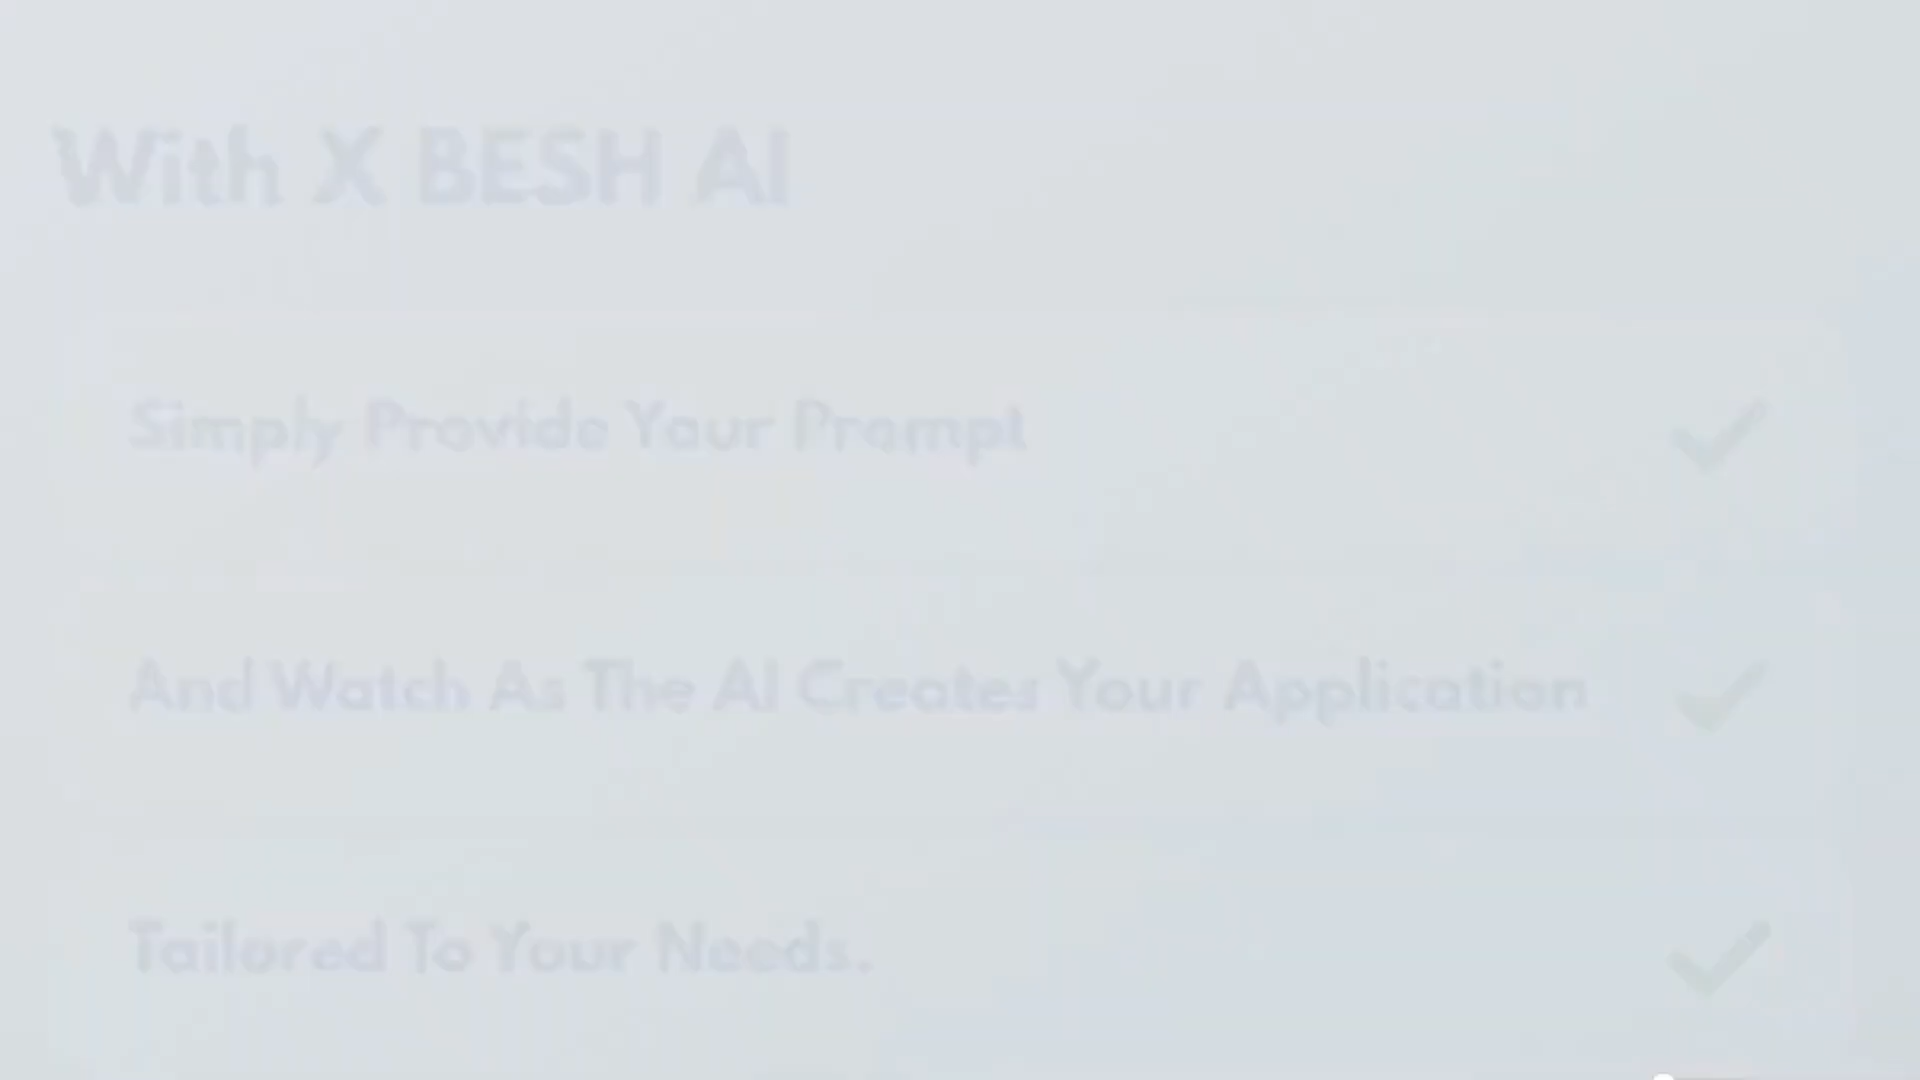 With X BESH AI
Simply Provide Your Prompt
And Watch As The AI Creates Your Application
Tailored To Your Needs.